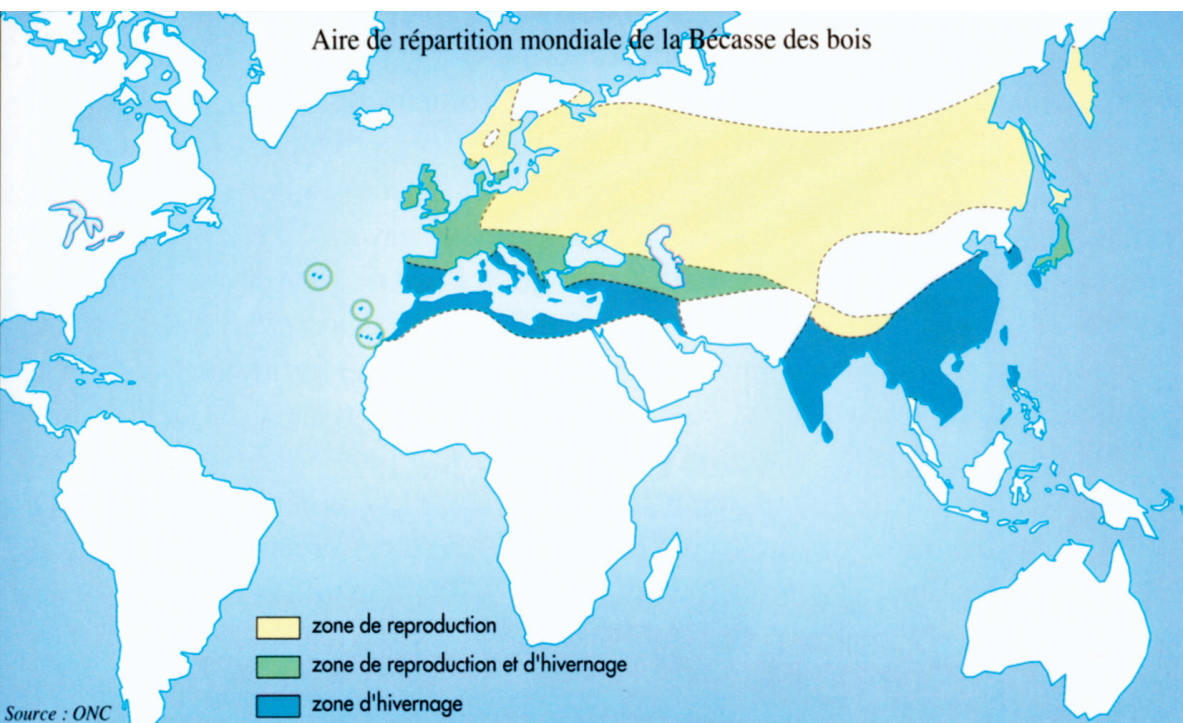 Aire de répartition mondiale de la Bécasse des bois
zone de reproduction
zone de reproduction et d'hivernage
zone d'hivernage
Source : ONC